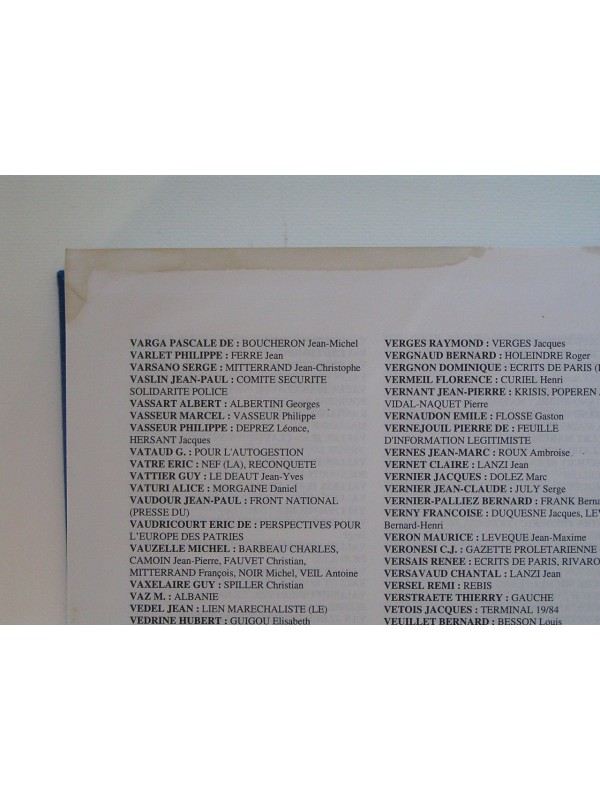 VARGA PASCALE DE : BOUCHERON Jean-Michel
VARLET PHILIPPE : FERRE Jean
VARSANO SERGE : MITTERRAND Jean-Christophe
VASLIN JEAN-PAUL : COMITE SECURITE
SOLIDARITE POLICE
VASSART ALBERT : ALBERTINI Georges
VASSEUR MARCEL : VASSEUR Philippe
VASSEUR PHILIPPE : DEPREZ Léonce,
HERSANT Jacques
VATAUD G. : POUR L'AUTOGESTION
VATRE ERIC : NEF (LA), RECONQUETE
VATTIER GUY : LE DEAUT Jean-Yves
VATURI ALICE : MORGAINE Daniel
VAUDOUR JEAN-PAUL : FRONT NATIONAL
(PRESSE DU)
VAUDRICOURT ERIC DE : PERSPECTIVES POUR
L'EUROPE DES PATRIES
VAUZELLE MICHEL : BARBEAU CHARLES,
CAMOIN Jean-Pierre, FAUVET Christian,
MITTERRAND François, NOIR Michel, VEIL Antoine
VAXELAIRE GUY : SPILLER Christian
VAZ M. : ALBANIE
VEDEL JEAN : LIEN MARECHALISTE (LE)
VEDRINE HUBERT : GUIGOU Elisabeth
VERGES RAYMOND : VERGES Jacques
VERGNAUD BERNARD : HOLEINDRE Roger
VERGNON DOMINIQUE : ECRITS DE PARIS
VERMEIL FLORENCE : CURIEL Henri
VERNANT JEAN-PIERRE : KRISIS, POPEREN
VIDAL-NAQUET Pierre
VERNAUDON EMILE : FLOSSE Gaston
VERNEJOUIL PIERRE DE : FEUILLE
D'INFORMATION LEGITIMISTE
VERNES JEAN-MARC : ROUX Ambroise
VERNET CLAIRE : LANZI Jean
VERNIER JACQUES : DOLEZ Marc
VERNIER JEAN-CLAUDE : JULY Serge
VERNIER-PALLIEZ BERNARD : FRANK Berna
VERNY FRANCOISE : DUQUESNE Jacques, LE
Bernard-Henri
VERON MAURICE : LEVEQUE Jean-Maxime
VERONESI C.J. : GAZETTE PROLETARIENNE
VERSAIS RENEE : ECRITS DE PARIS, RIVARO
VERSAVAUD CHANTAL : LANZI Jean
VERSEL REMI : REBIS
VERSTRAETE THIERRY : GAUCHE
VETOIS JACQUES : TERMINAL 19/84
VEUILLET BERNARD : BESSON Louis